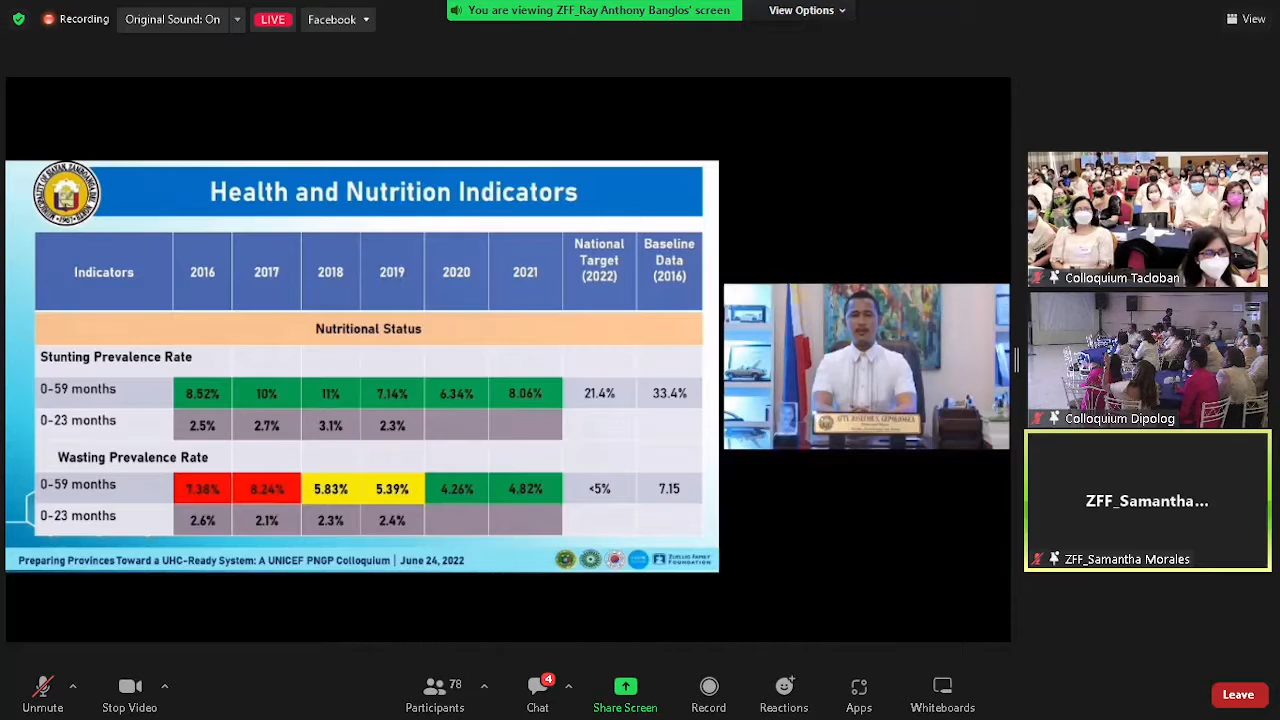 Recording
Original Sound: On
LIVE
Facebook
You are viewing ZFF_Ray Anthony Banglos' screen
View Options
View
Health and Nutrition Indicators
Indicators 2016 2017 2018 2019 2020 2021 National Target (2022) Baseline Data (2016)
Nutritional Status
Stunting Prevalence Rate
0-59 months 8.52% 10% 11% 7.14% 6.34% 8.06% 21.4% 33.4%
0-23 months 2.5% 2.7% 3.1% 2.3%
Wasting Prevalence Rate
0-59 months 7.38% 8.24% 5.83% 5.39% 4.26% 4.82% <5% 7.15
0-23 months 2.6% 2.1% 2.3% 2.4%
Preparing Provinces Toward a UHC-Ready System: A UNICEF PNGP Colloquium | June 24, 2022
ZUELLIG FAMILY
FOUNDATION
Colloquium Tacloban
Colloquium Dipolog
ZFF_Samantha...
ZFF_Samantha Morales
Unmute
Stop Video
78
Participants
4
Chat
Share Screen
Record
Reactions
Apps
Whiteboards
Leave